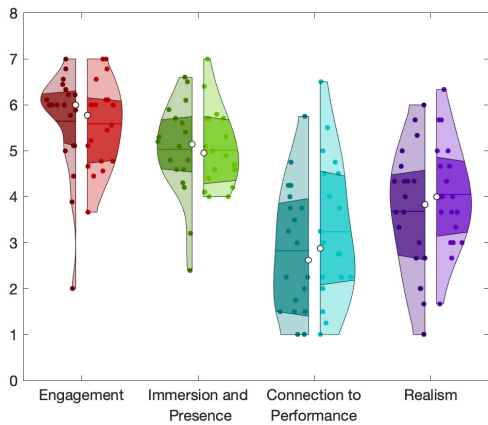 8
7
6
5
4
3
2
1
0
Engagement
Immersion and
Presence
Connection to
Performance
Realism